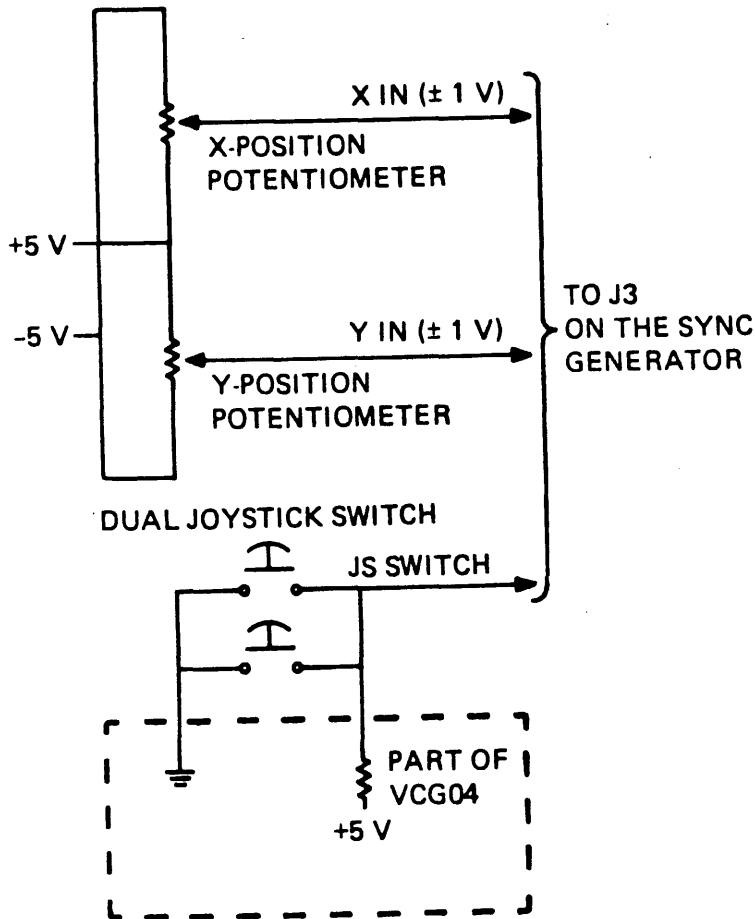 X IN (± 1 V)
X-POSITION
POTENTIOMETER
+5 V
-5 V
TO J3
ON THE SYNC
GENERATOR
Y IN (± 1 V)
Y-POSITION
POTENTIOMETER
DUAL JOYSTICK SWITCH
JS SWITCH
PART OF
VCG04
+5 V